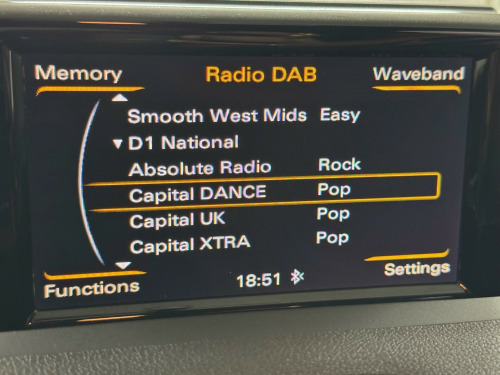 Memory Radio DAB Waveband
Smooth West Mids Easy
D1 National
Absolute Radio Rock
Capital DANCE Pop
Capital UK Pop
Capital XTRA Pop
Functions 18:51 Settings